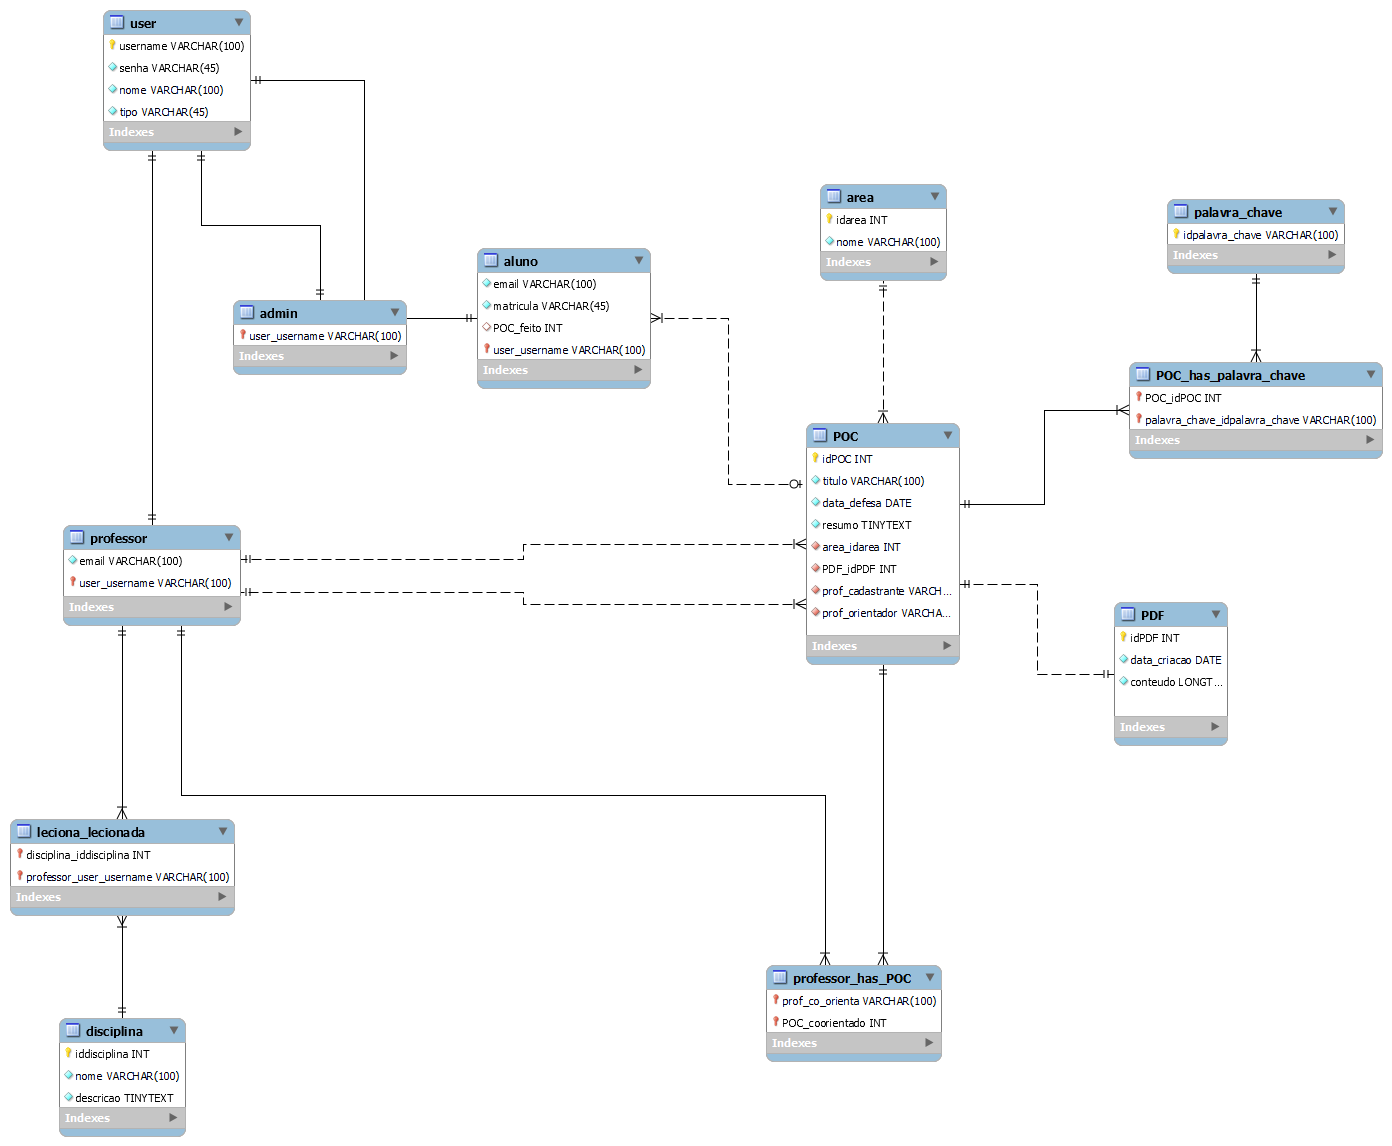 user
username VARCHAR(100)
senha VARCHAR(45)
nome VARCHAR(100)
tipo VARCHAR(45)
Indexes
admin
user_username VARCHAR(100)
Indexes
aluno
email VARCHAR(100)
matricula VARCHAR(45)
POC_feito INT
user_username VARCHAR(100)
Indexes
area
idarea INT
nome VARCHAR(100)
Indexes
palavra_chave
idpalavra_chave VARCHAR(100)
Indexes
POC_has_palavra_chave
POC_idPOC INT
palavra_chave_idpalavra_chave VARCHAR(100)
Indexes
POC
idPOC INT
titulo VARCHAR(100)
data_defesa DATE
resumo TINYTEXT
area_idarea INT
PDF_idPDF INT
prof_cadastrante VARCH...
prof_orientador VARCHA...
Indexes
professor
email VARCHAR(100)
user_username VARCHAR(100)
Indexes
PDF
idPDF INT
data_criacao DATE
conteudo LONGT...
Indexes
leciona_lecionada
disciplina_iddisciplina INT
professor_user_username VARCHAR(100)
Indexes
professor_has_POC
prof_co_orienta VARCHAR(100)
POC_coorientado INT
Indexes
disciplina
iddisciplina INT
nome VARCHAR(100)
descricao TINYTEXT
Indexes